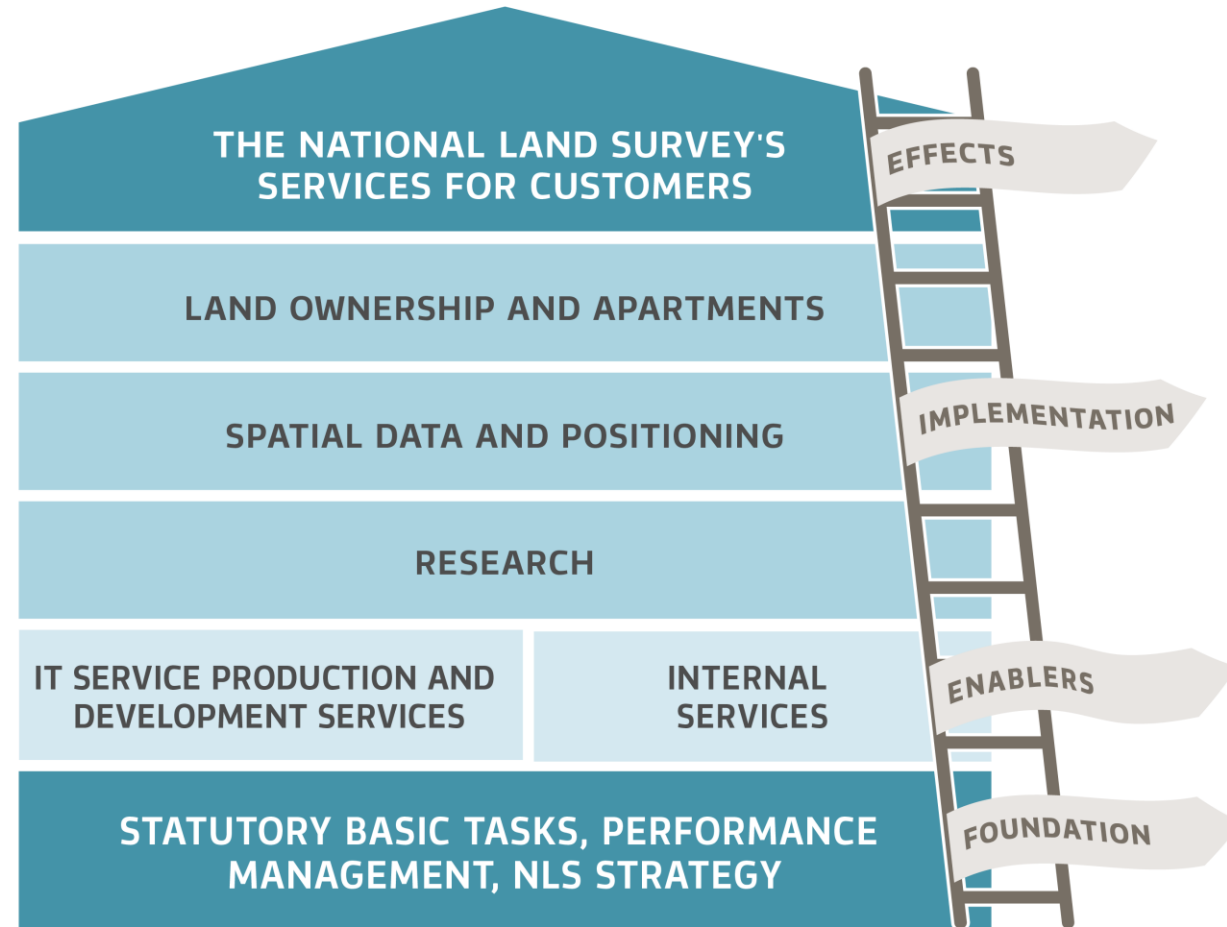 THE NATIONAL LAND SURVEY'S
SERVICES FOR CUSTOMERS
EFFECTS
LAND OWNERSHIP AND APARTMENTS
IMPLEMENTATION
SPATIAL DATA AND POSITIONING
RESEARCH
IT SERVICE PRODUCTION AND
DEVELOPMENT SERVICES
INTERNAL
SERVICES
ENABLERS
STATUTORY BASIC TASKS, PERFORMANCE
MANAGEMENT, NLS STRATEGY
FOUNDATION